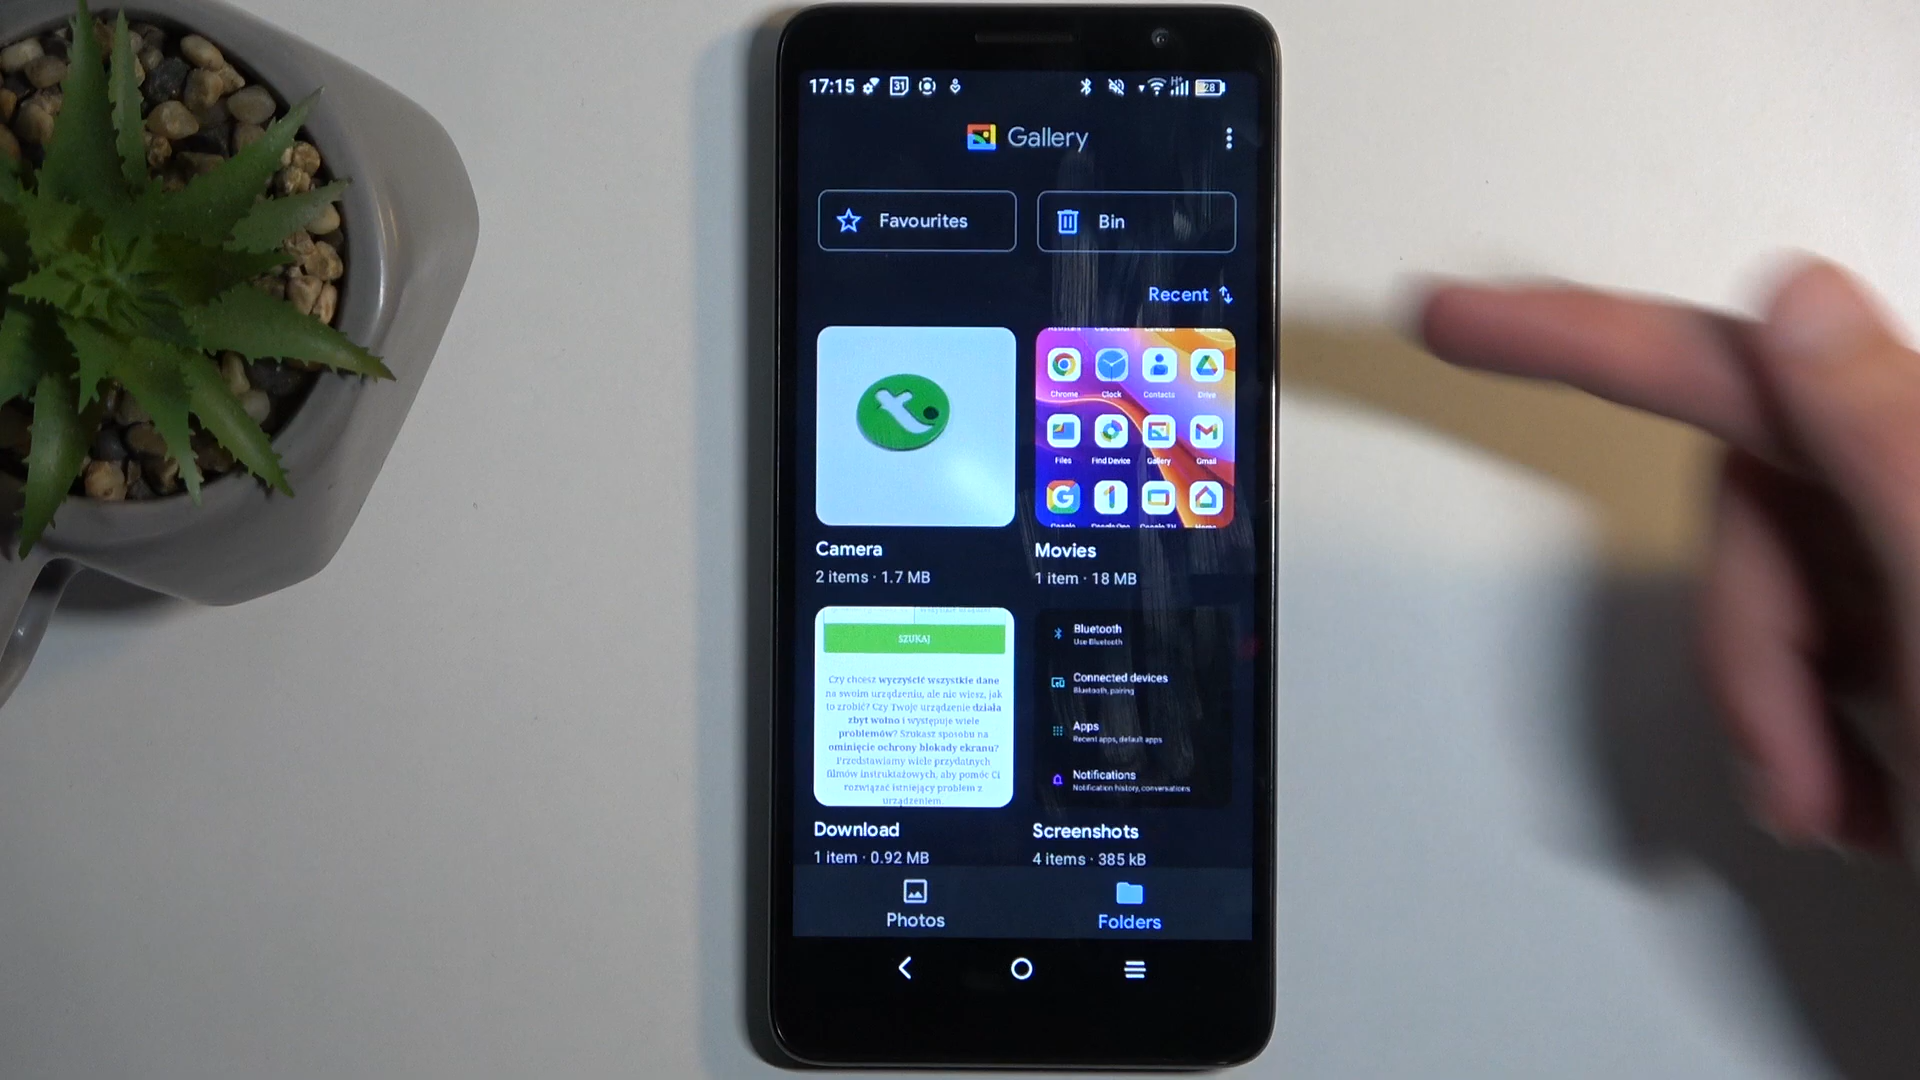 17:15 31 H+ 28
Gallery
Favourites Bin
Recent
Chrome Clock Contacts Drive
Files Find Device Gallery Gmail
Google Google One Google TV Home
Camera Movies
2 items · 1.7 MB 1 item · 18 MB
SZUKAJ
Czy chcesz wyczyścić wszystkie dane
na swoim urządzeniu, ale nie wiesz, jak
to zrobić? Czy Twoje urządzenie działa
zbyt wolno i występuje wiele
problemów? Szukasz sposobu na
ominięcie ochrony blokady ekranu?
Przedstawiamy wiele przydatnych
filmów instruktażowych, aby pomóc Ci
rozwiązać istniejący problem z
urządzeniem
Bluetooth
Use Bluetooth
Connected devices
Bluetooth, pairing
Apps
Recent apps, default apps
Notifications
Notification history, conversations
Download Screenshots
1 item · 0.92 MB 4 items · 385 kB
Photos Folders